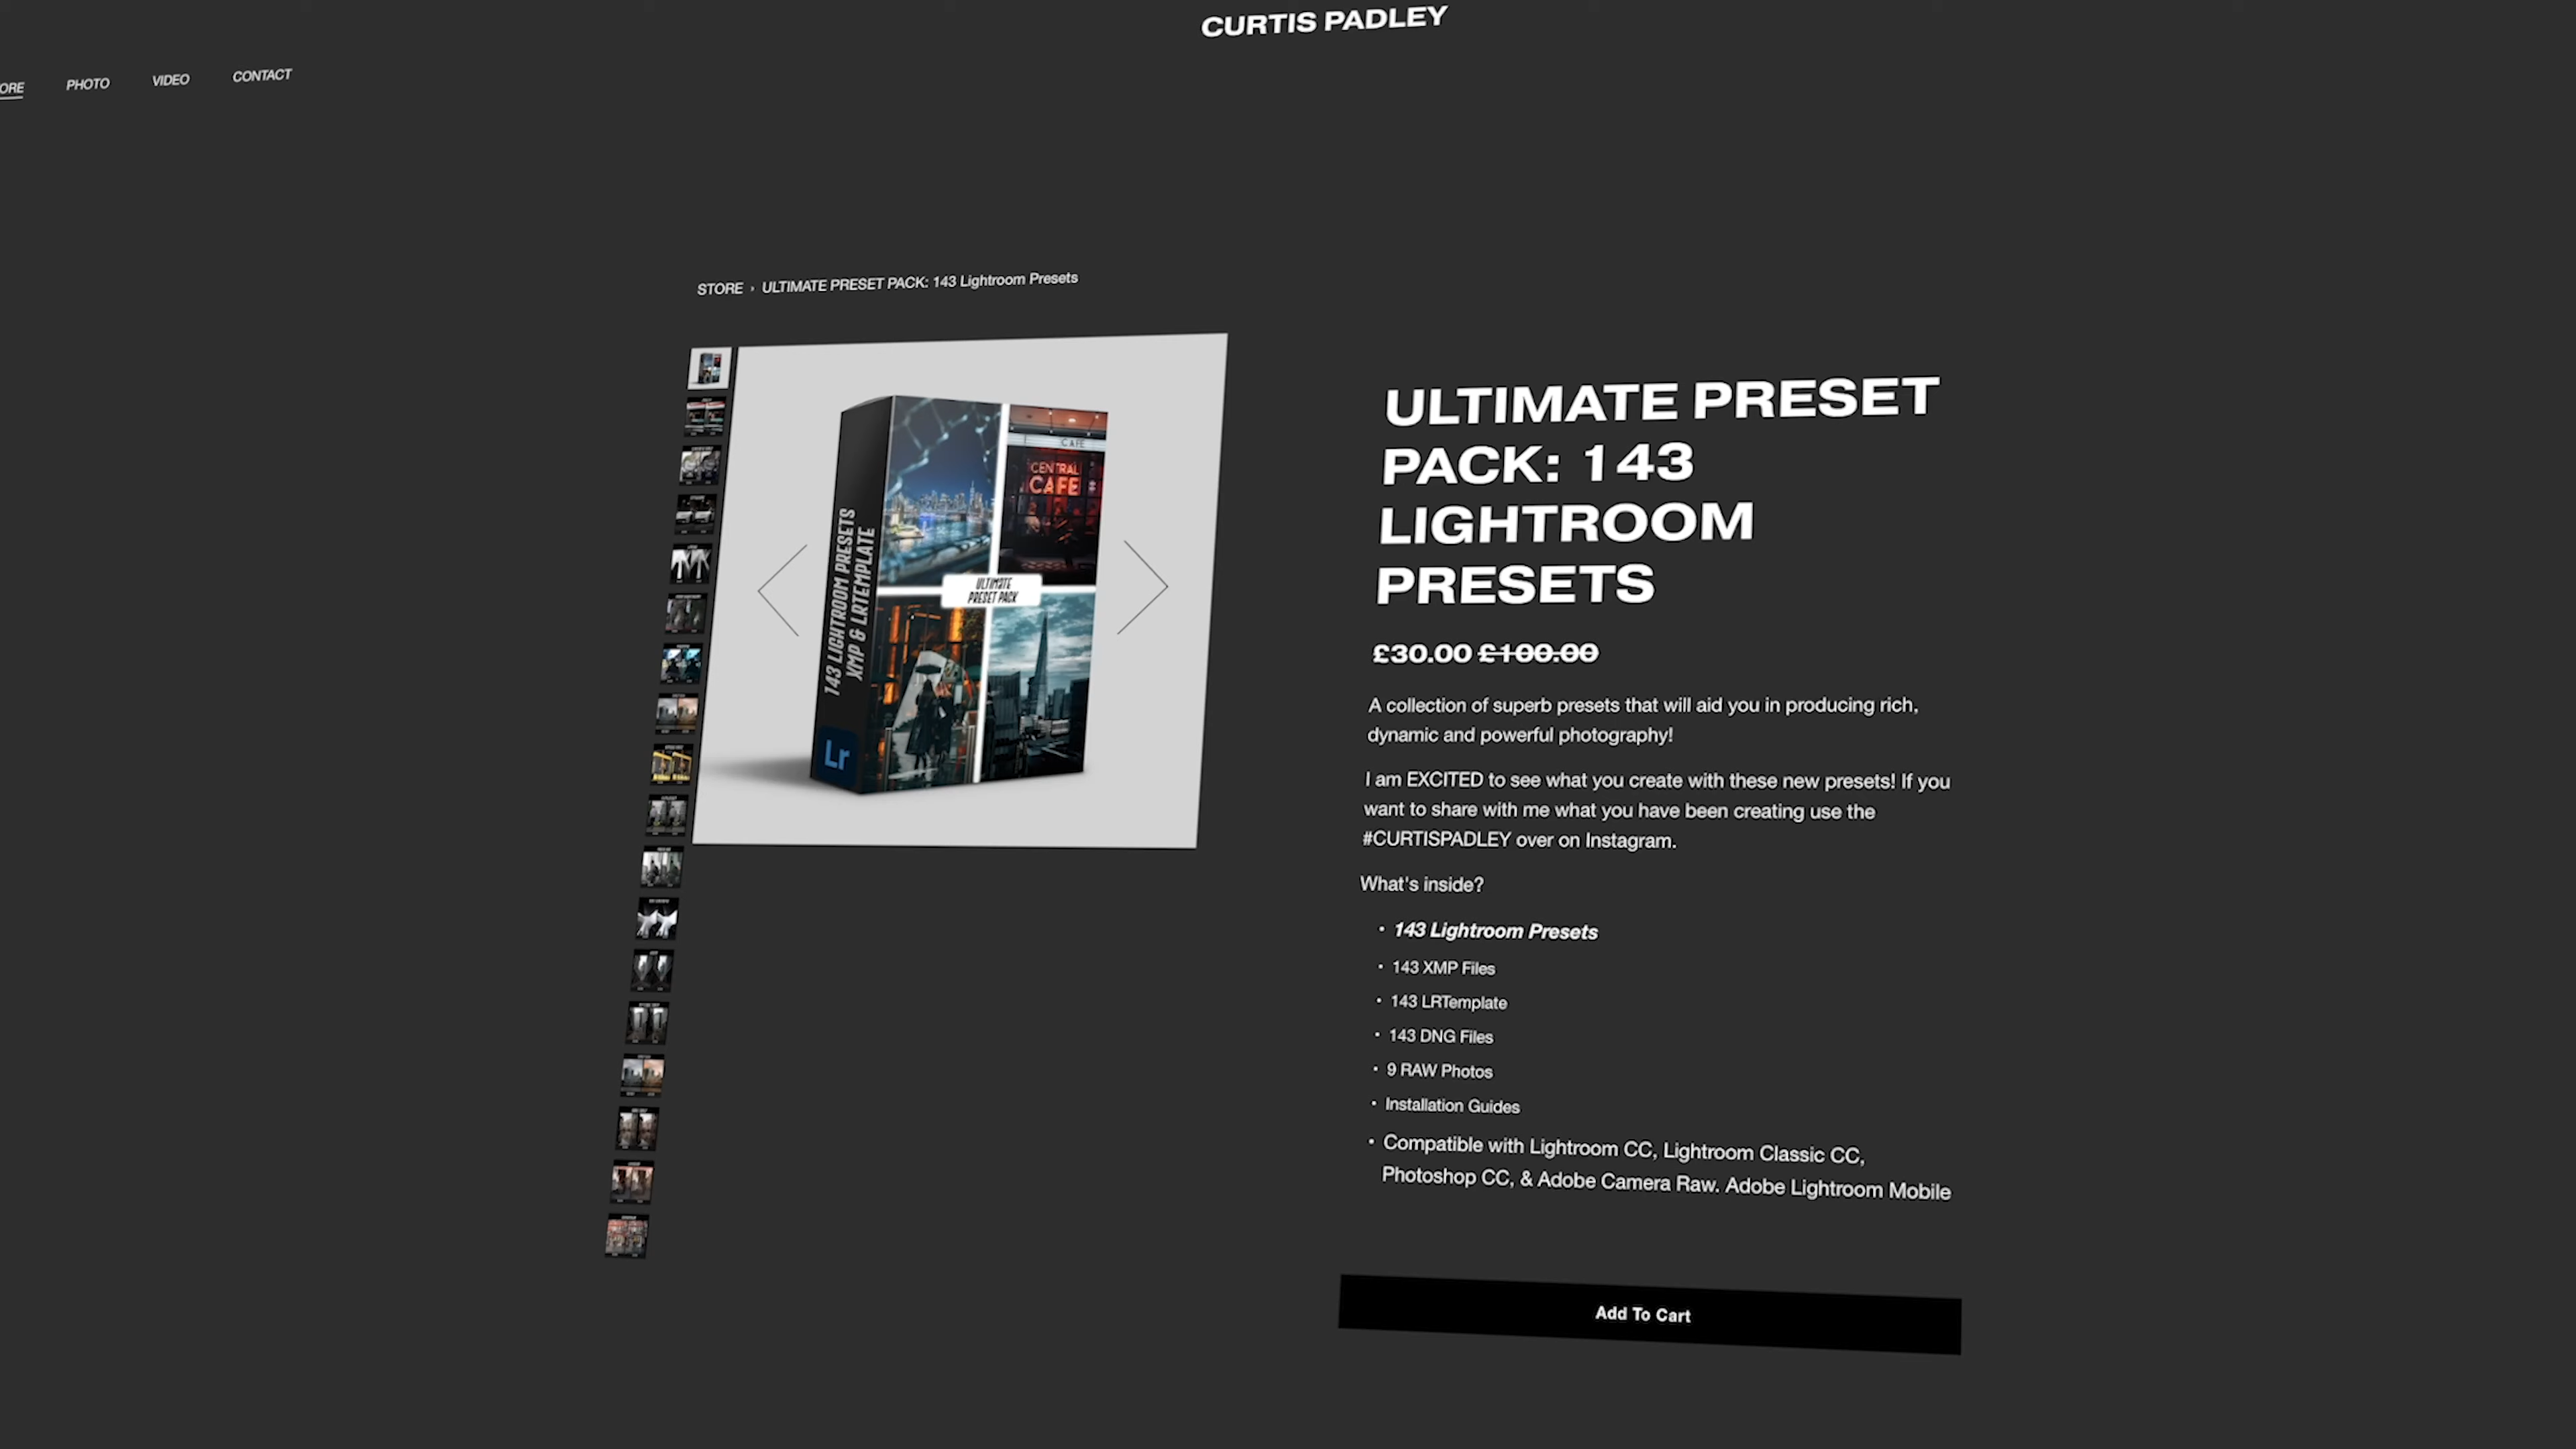 CURTIS PADLEY
ORE PHOTO VIDEO CONTACT
STORE › ULTIMATE PRESET PACK: 143 Lightroom Presets
CAFE
CENTRAL
CAFE
ULTIMATE
PRESET PACK
143 LIGHTROOM PRESETS
XMP & LRTEMPLATE
Lr
ULTIMATE PRESET
PACK: 143
LIGHTROOM
PRESETS
£30.00 £100.00
A collection of superb presets that will aid you in producing rich,
dynamic and powerful photography!
I am EXCITED to see what you create with these new presets! If you
want to share with me what you have been creating use the
#CURTISPADLEY over on Instagram.
What's inside?
• 143 Lightroom Presets
• 143 XMP Files
• 143 LRTemplate
• 143 DNG Files
• 9 RAW Photos
• Installation Guides
• Compatible with Lightroom CC, Lightroom Classic CC,
Photoshop CC, & Adobe Camera Raw. Adobe Lightroom Mobile
Add To Cart